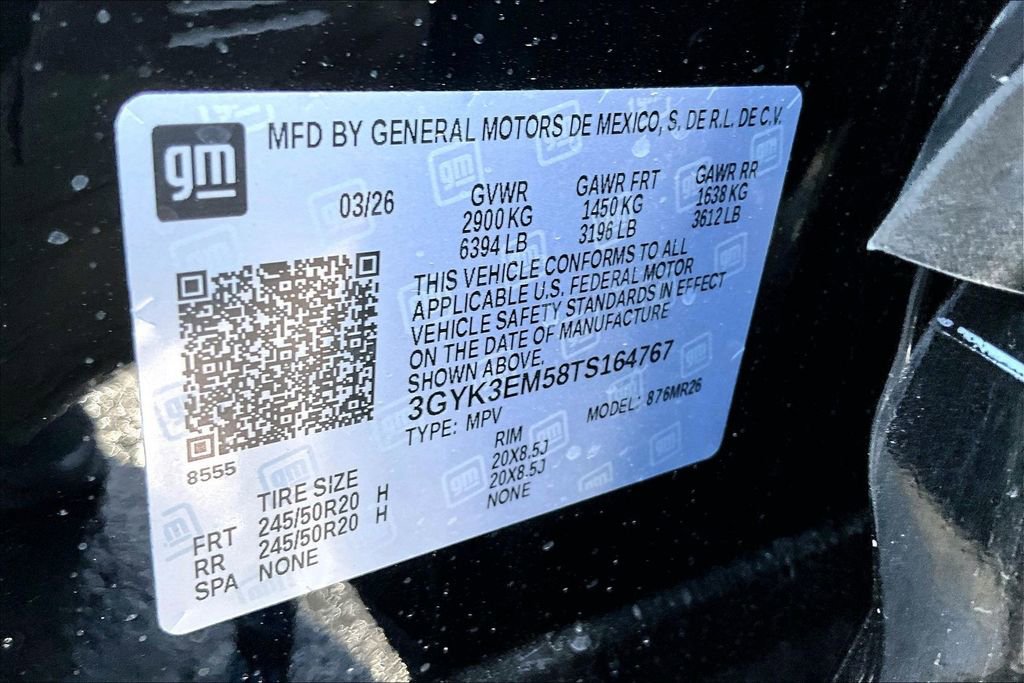 gm
MFD BY GENERAL MOTORS DE MEXICO, S. DE R.L. DE C.V.
03/26
GVWR
2900 KG
6394 LB
GAWR FRT
1450 KG
3196 LB
GAWR RR
1638 KG
3612 LB
THIS VEHICLE CONFORMS TO ALL
APPLICABLE U.S. FEDERAL MOTOR
VEHICLE SAFETY STANDARDS IN EFFECT
ON THE DATE OF MANUFACTURE
SHOWN ABOVE.
3GYK3EM58TS164767
TYPE: MPV MODEL: 876MR26
8555
TIRE SIZE RIM
FRT 245/50R20 H 20X8.5J
RR 245/50R20 H 20X8.5J
SPA NONE NONE